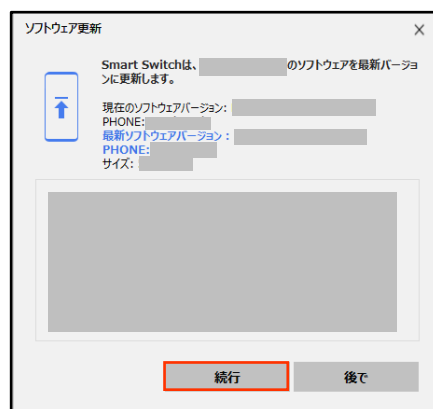 ソフトウェア更新
Smart Switchは、 のソフトウェアを最新バージョ
ンに更新します。
現在のソフトウェアバージョン:
PHONE:
最新ソフトウェアバージョン :
PHONE:
サイズ:
続行 後で